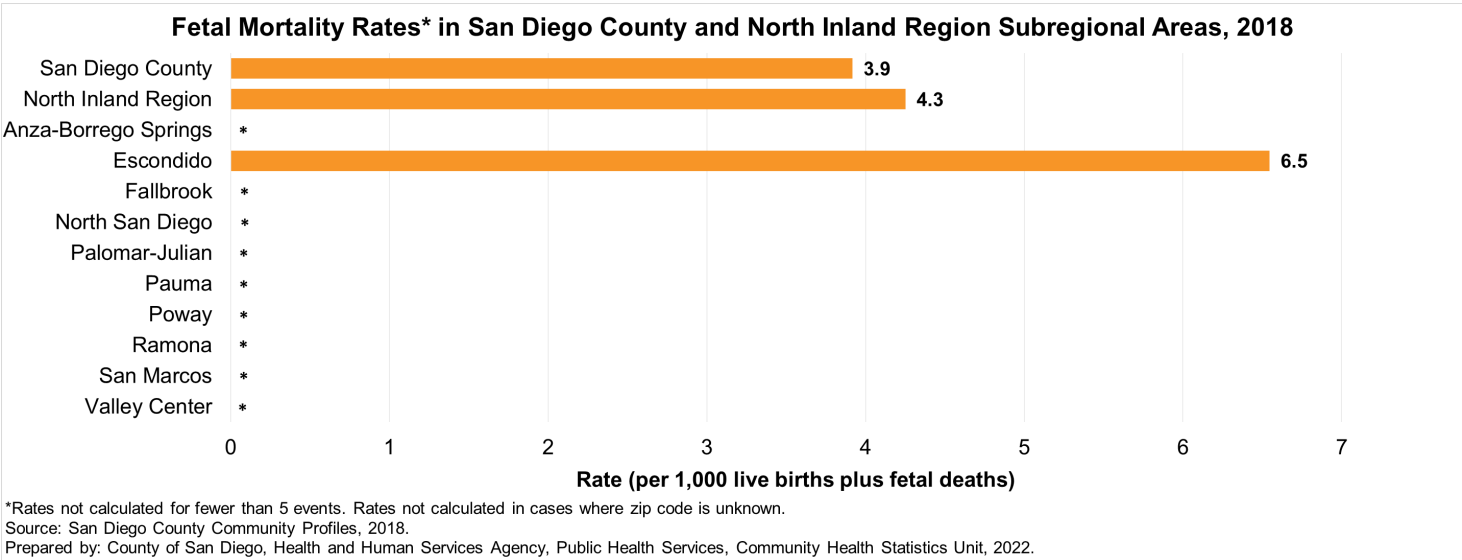 Fetal Mortality Rates* in San Diego County and North Inland Region Subregional Areas, 2018
San Diego County 3.9
North Inland Region 4.3
Anza-Borrego Springs *
Escondido 6.5
Fallbrook *
North San Diego *
Palomar-Julian *
Pauma *
Poway *
Ramona *
San Marcos *
Valley Center *
0 1 2 3 4 5 6 7
Rate (per 1,000 live births plus fetal deaths)
*Rates not calculated for fewer than 5 events. Rates not calculated in cases where zip code is unknown.
Source: San Diego County Community Profiles, 2018.
Prepared by: County of San Diego, Health and Human Services Agency, Public Health Services, Community Health Statistics Unit, 2022.